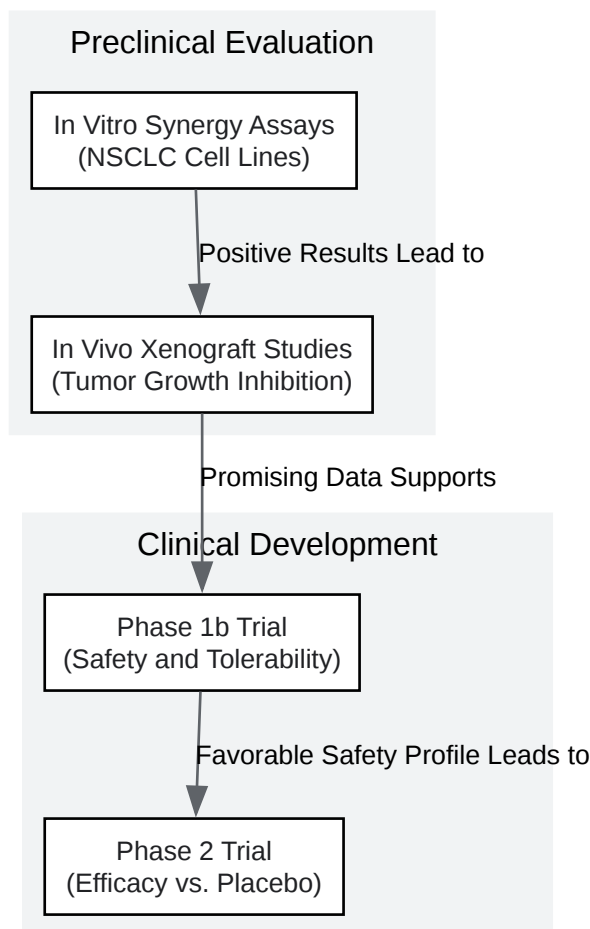 Preclinical Evaluation
In Vitro Synergy Assays
(NSCLC Cell Lines)
Positive Results Lead to
In Vivo Xenograft Studies
(Tumor Growth Inhibition)
Promising Data Supports
Clinical Development
Phase 1b Trial
(Safety and Tolerability)
Favorable Safety Profile Leads to
Phase 2 Trial
(Efficacy vs. Placebo)